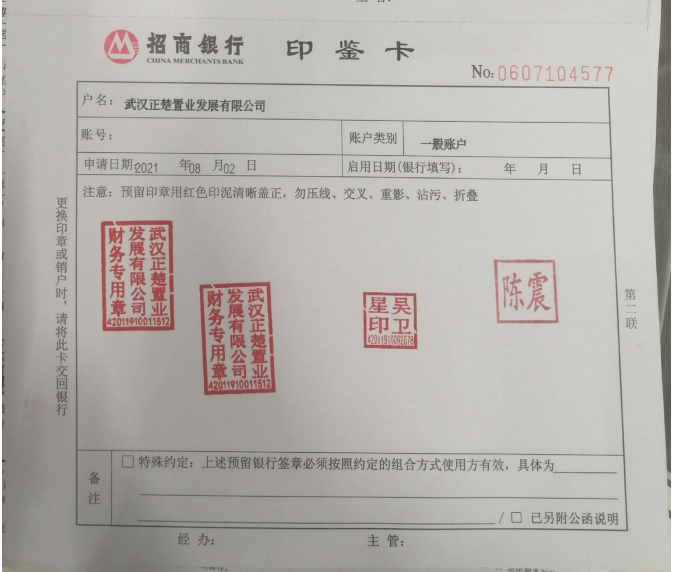 招商银行 印鉴卡
CHINA MERCHANTS BANK
No: 0607104577
户名: 武汉正楚置业发展有限公司
账号:
账户类别 一般账户
申请日期:2021 年08 月02 日
启用日期(银行填写): 年 月 日
注意: 预留印章用红色印泥清晰盖正，勿压线、交叉、重影、沾污、折叠
武汉正楚置业
发展有限公司
财务专用章
42011910011512
武汉正楚置业
发展有限公司
财务专用章
42011910011512
吴卫
星印
陈震
更换印章或销户时，请将此卡交回银行
第二联
备注
□ 特殊约定: 上述预留银行签章必须按照约定的组合方式使用方有效，具体为
/ □ 已另附公函说明
经办:
主管: